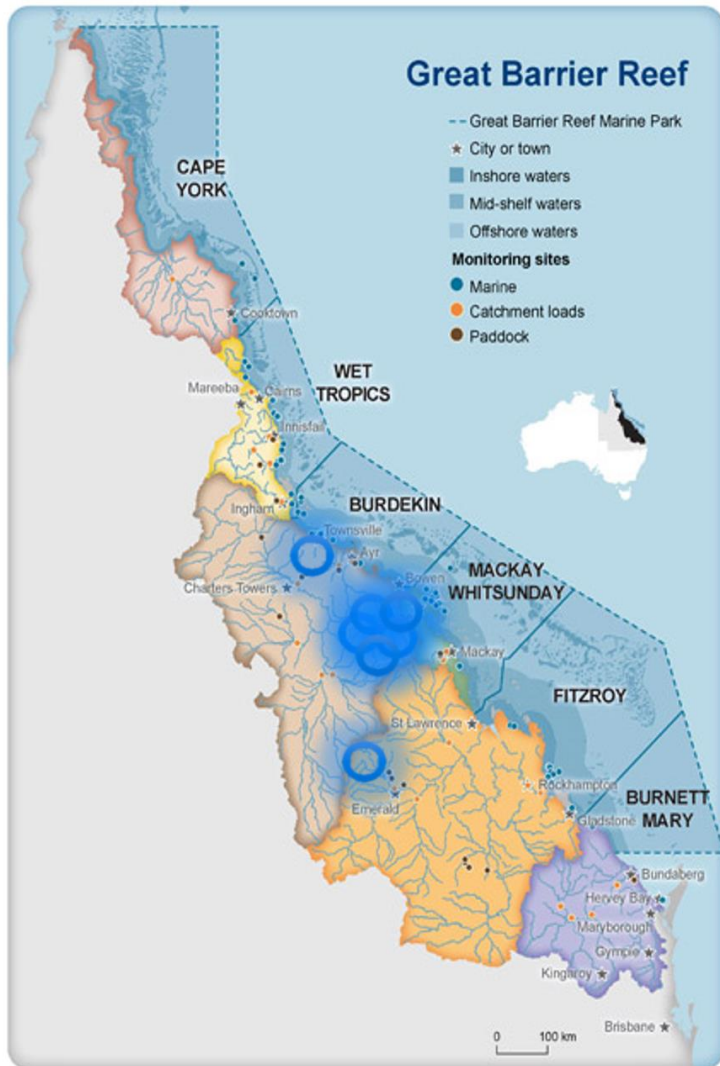 Great Barrier Reef
Great Barrier Reef Marine Park
City or town
Inshore waters
Mid-shelf waters
Offshore waters
Monitoring sites
Marine
Catchment loads
Paddock
CAPE
YORK
Cooktown
WET
TROPICS
Mareeba
Cairns
Innisfail
Ingham
BURDEKIN
Townsville
Ayr
Charters Towers
Bowen
MACKAY
WHITSUNDAY
Mackay
FITZROY
St Lawrence
Rockhampton
Emerald
Gladstone
BURNETT
MARY
Bundaberg
Hervey Bay
Maryborough
Gympie
Kingaroy
Brisbane
0 100 km